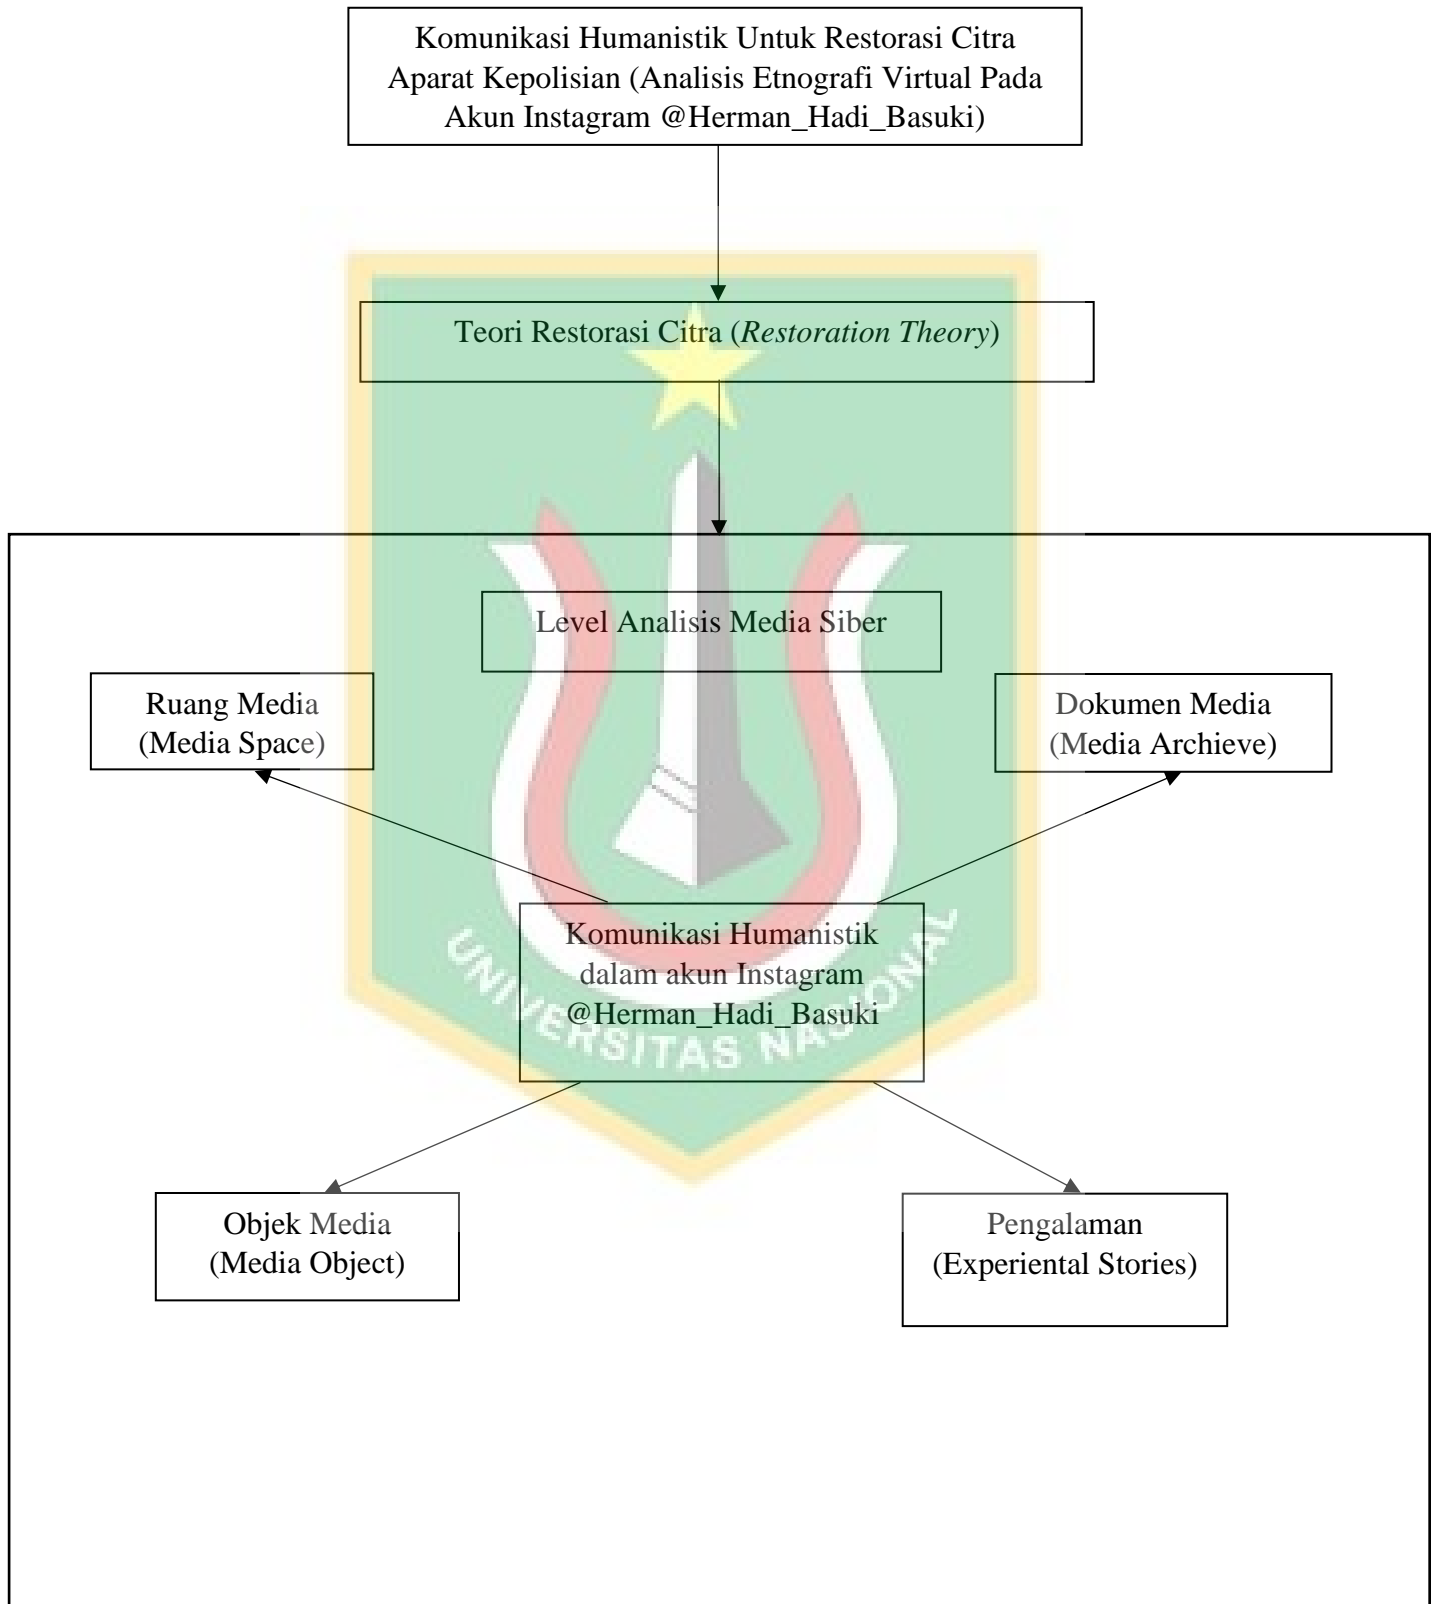 Komunikasi Humanistik Untuk Restorasi Citra
Aparat Kepolisian (Analisis Etnografi Virtual Pada
Akun Instagram @Herman_Hadi_Basuki)
Teori Restorasi Citra (Restoration Theory)
Level Analisis Media Siber
Ruang Media
(Media Space)
Dokumen Media
(Media Archieve)
Komunikasi Humanistik
dalam akun Instagram
@Herman_Hadi_Basuki
UNIVERSITAS NASIONAL
Objek Media
(Media Object)
Pengalaman
(Experiental Stories)